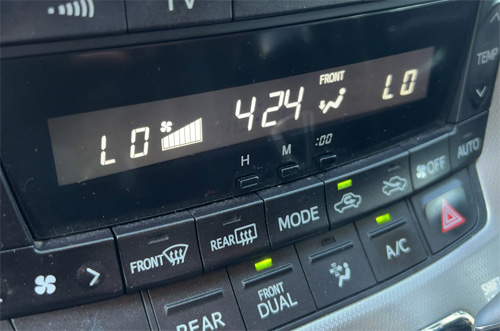 TV
LO 4:24 FRONT LO
TEMP
H M :00
FRONT REAR MODE OFF AUTO
REAR FRONT DUAL A/C